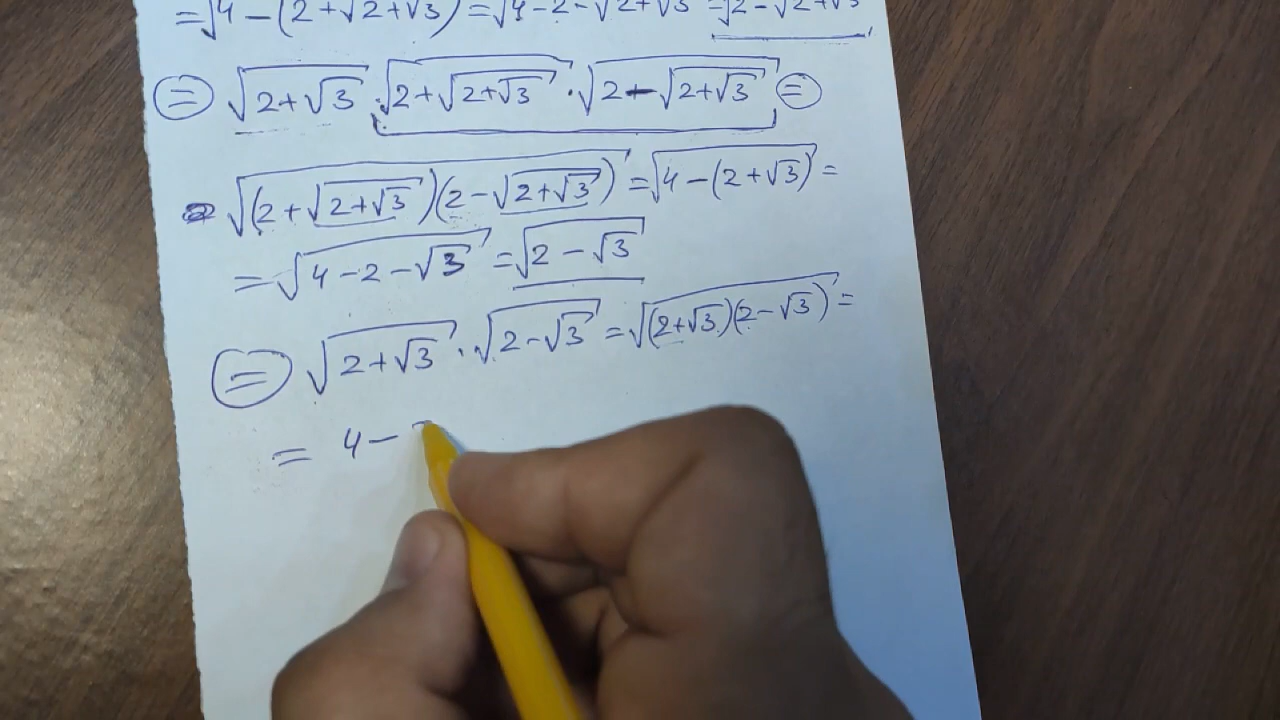 =√(4-(2+√(2+√3))) =√(4-2-√(2+√3)) =√(2-√(2+√3))
= √(2+√3) · √(2+√(2+√3)) · √(2-√(2+√3)) =
√((2+√(2+√3))(2-√(2+√3))) = √(4-(2+√3)) =
= √(4-2-√3) = √(2-√3)
= √(2+√3) · √(2-√3) = √((2+√3)(2-√3)) =
= 4-